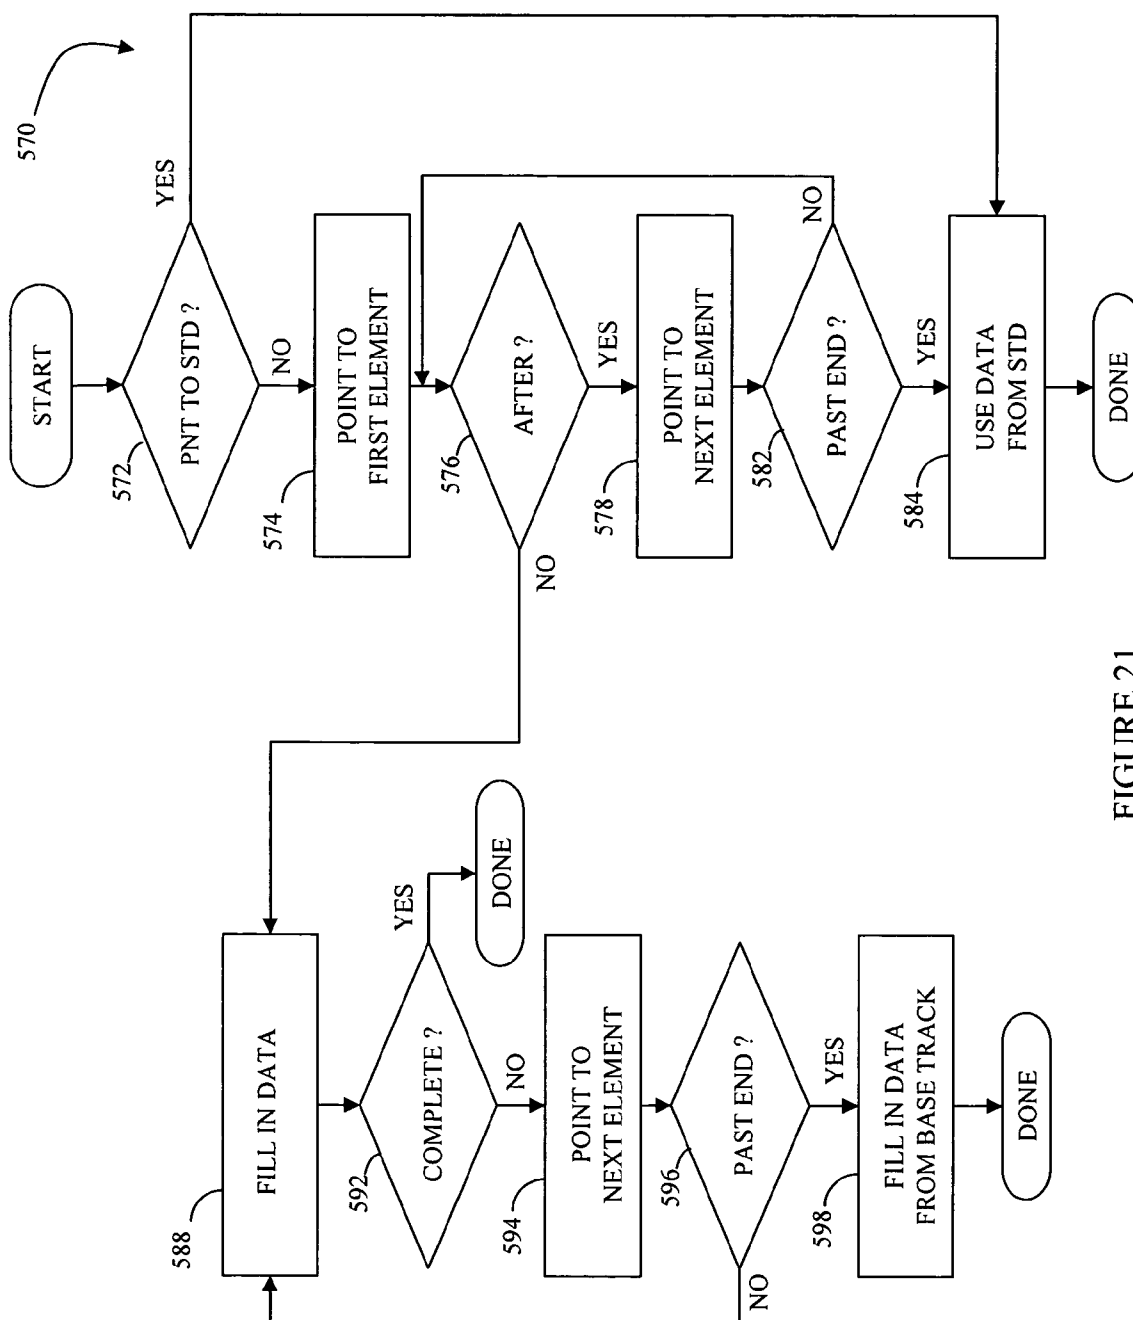 570
START
572
PNT TO STD ?
YES
NO
574
POINT TO
FIRST ELEMENT
576
AFTER ?
NO
YES
578
POINT TO
NEXT ELEMENT
582
PAST END ?
NO
YES
584
USE DATA
FROM STD
DONE
588
FILL IN DATA
592
COMPLETE ?
YES
DONE
NO
594
POINT TO
NEXT ELEMENT
596
PAST END ?
NO
YES
598
FILL IN DATA
FROM BASE TRACK
DONE
FIGURE 21